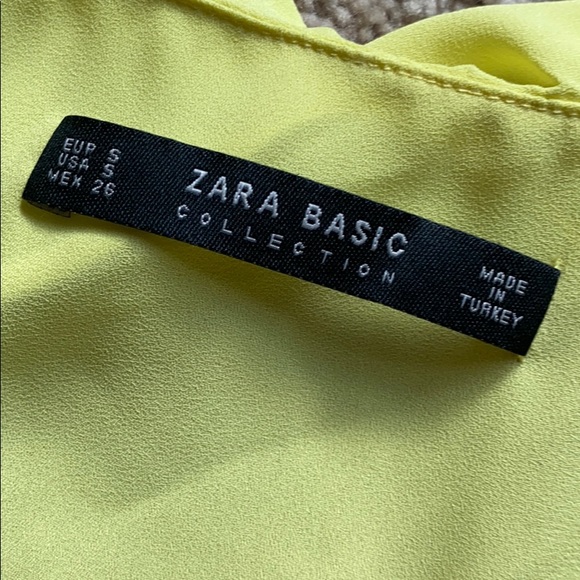 EUR S
USA S
MEX 26
ZARA BASIC
COLLECTION
MADE
IN
TURKEY